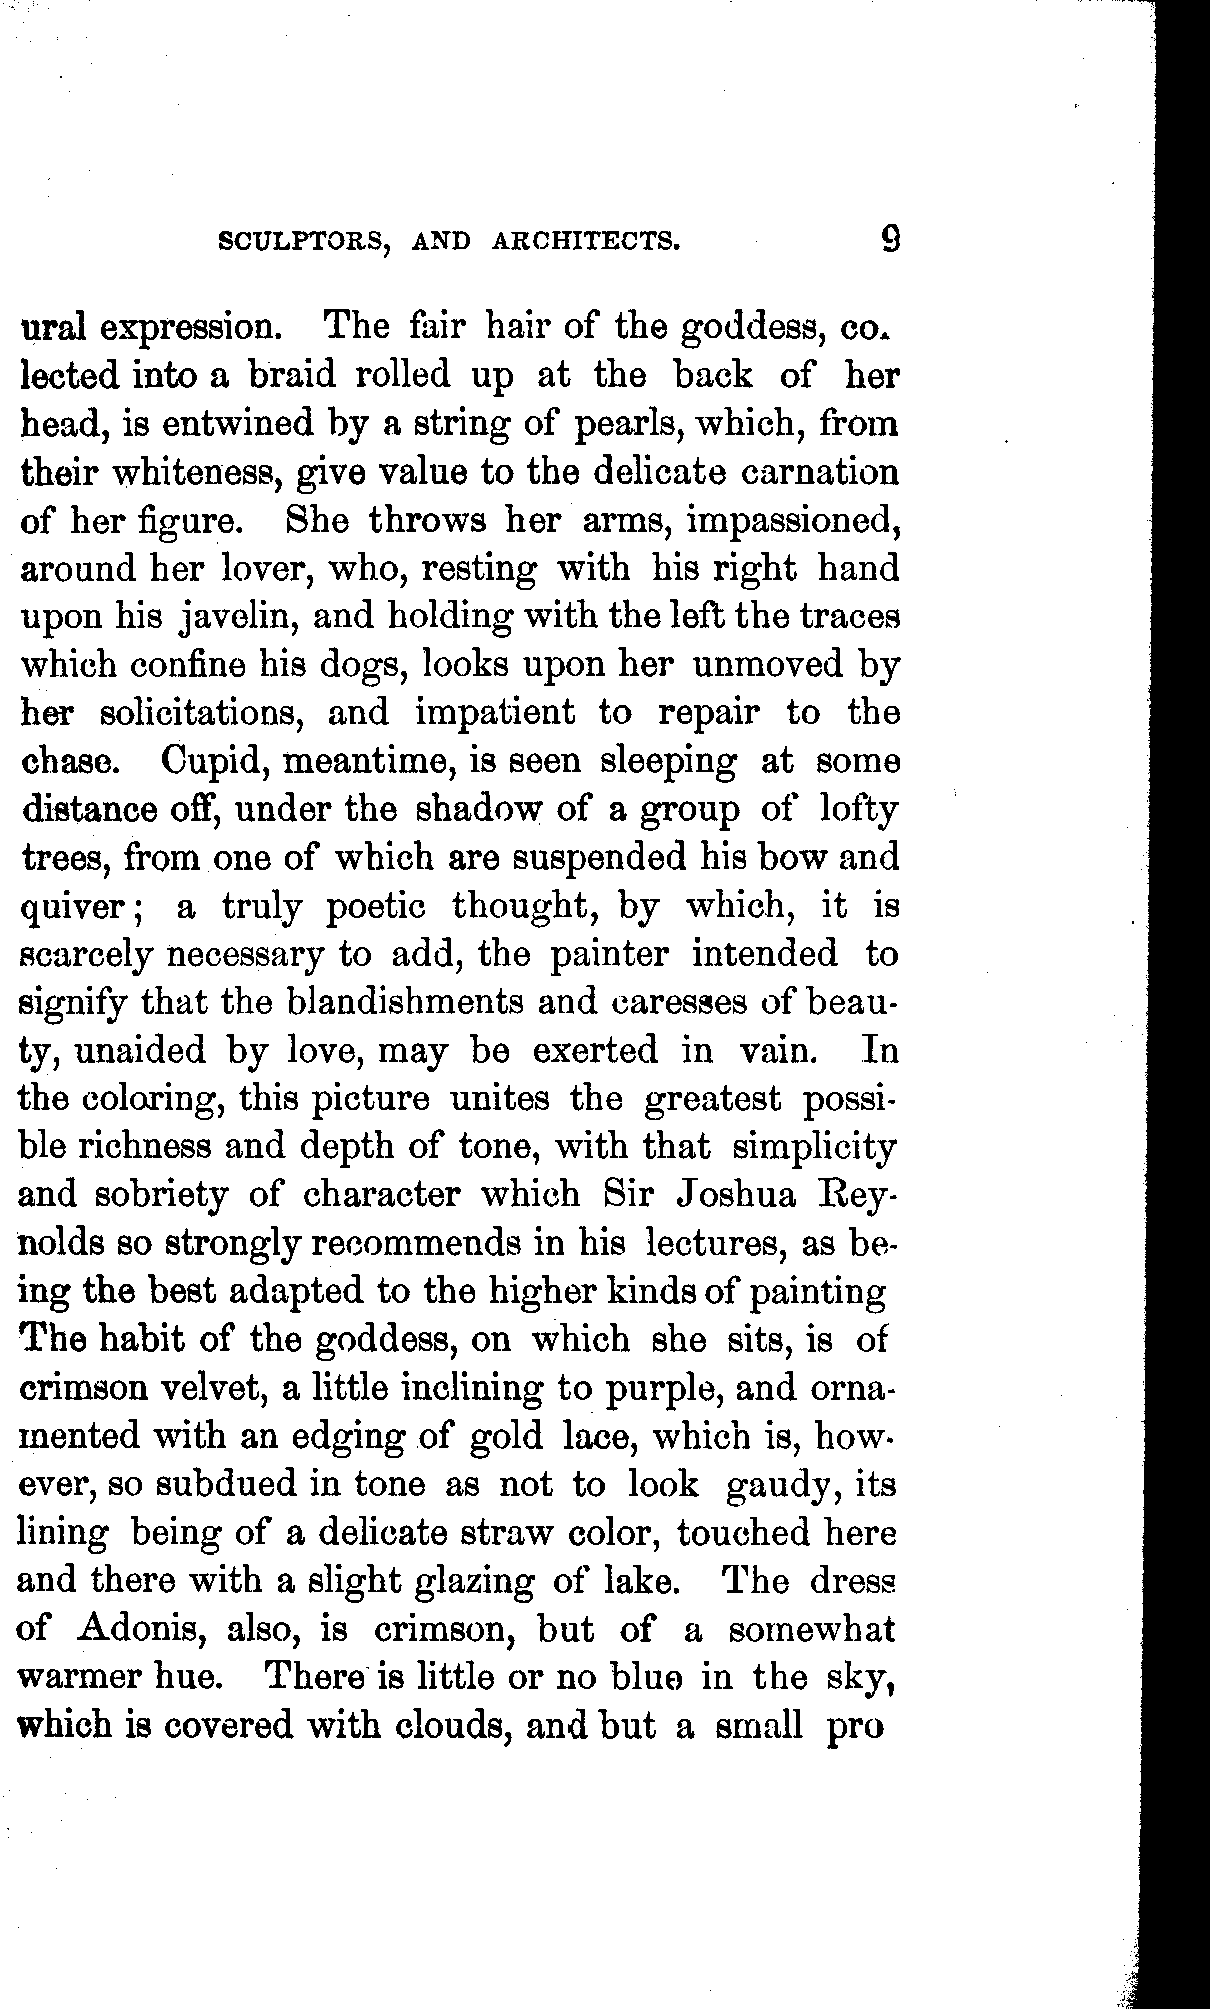 SCULPTORS, AND ARCHITECTS. 9
ural expression. The fair hair of the goddess, co.
lected into a braid rolled up at the back of her
head, is entwined by a string of pearls, which, from
their whiteness, give value to the delicate carnation
of her figure. She throws her arms, impassioned,
around her lover, who, resting with his right hand
upon his javelin, and holding with the left the traces
which confine his dogs, looks upon her unmoved by
her solicitations, and impatient to repair to the
chase. Cupid, meantime, is seen sleeping at some
distance off, under the shadow of a group of lofty
trees, from one of which are suspended his bow and
quiver; a truly poetic thought, by which, it is
scarcely necessary to add, the painter intended to
signify that the blandishments and caresses of beau-
ty, unaided by love, may be exerted in vain. In
the coloring, this picture unites the greatest possi-
ble richness and depth of tone, with that simplicity
and sobriety of character which Sir Joshua Rey-
nolds so strongly recommends in his lectures, as be-
ing the best adapted to the higher kinds of painting
The habit of the goddess, on which she sits, is of
crimson velvet, a little inclining to purple, and orna-
mented with an edging of gold lace, which is, how-
ever, so subdued in tone as not to look gaudy, its
lining being of a delicate straw color, touched here
and there with a slight glazing of lake. The dress
of Adonis, also, is crimson, but of a somewhat
warmer hue. There is little or no blue in the sky,
which is covered with clouds, and but a small pro